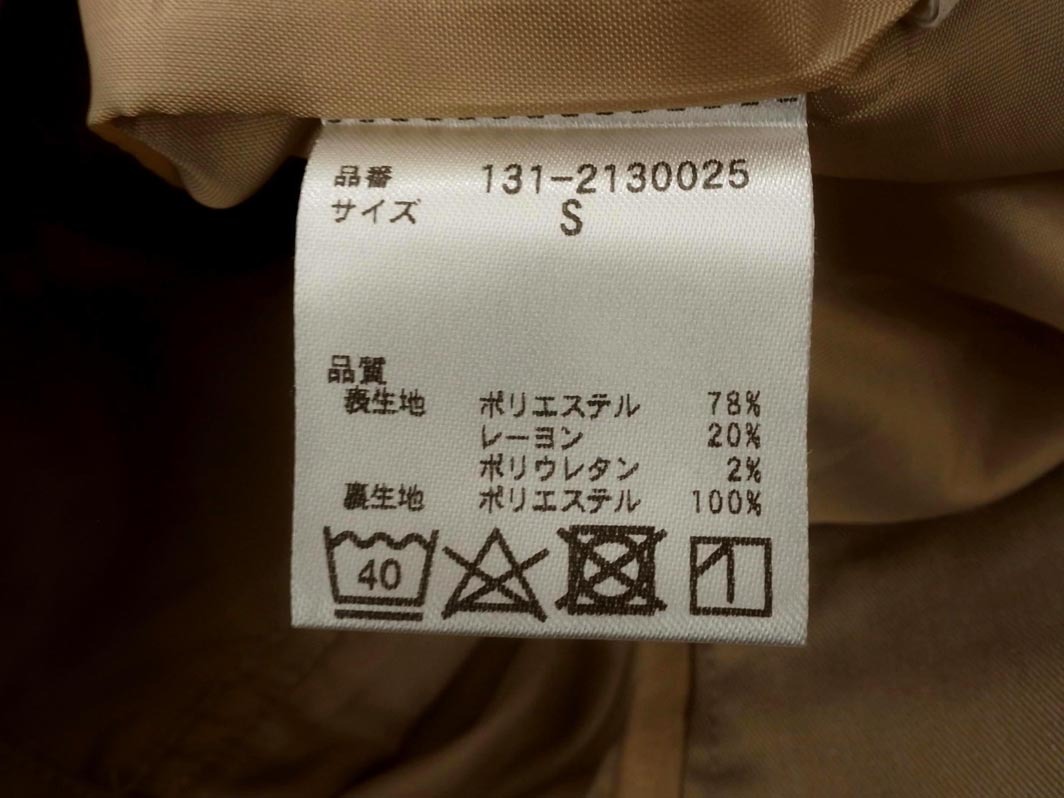 品番 131-2130025
サイズ S
品質
表生地 ポリエステル 78%
レーヨン 20%
ポリウレタン 2%
裏生地 ポリエステル 100%
40